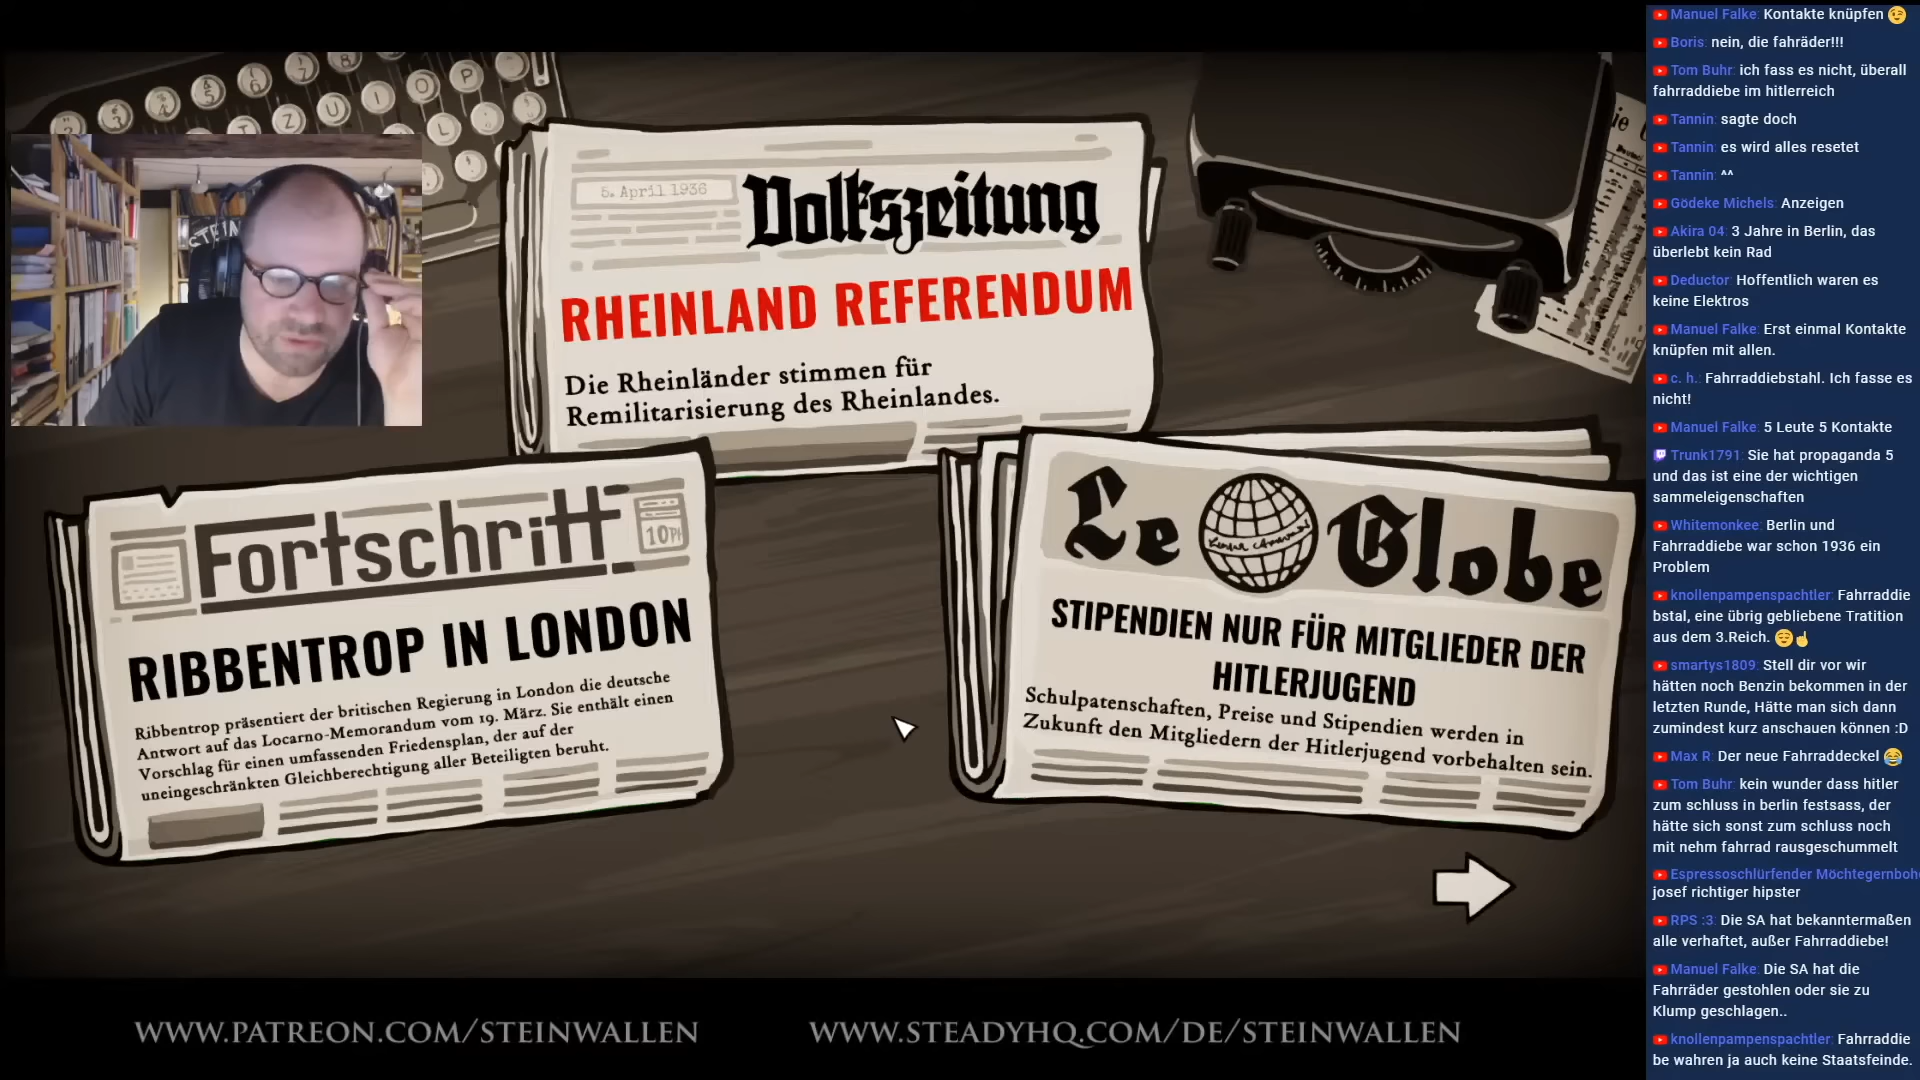 5. April 1936
Volkszeitung
RHEINLAND REFERENDUM
Die Rheinländer stimmen für
Remilitarisierung des Rheinlandes.
Fortschritt
10Pf
RIBBENTROP IN LONDON
Ribbentrop präsentiert der britischen Regierung in London die deutsche
Antwort auf das Locarno-Memorandum vom 19. März. Sie enthält einen
Vorschlag für einen umfassenden Friedensplan, der auf der
uneingeschränkten Gleichberechtigung aller Beteiligten beruht.
Le Globe
STIPENDIEN NUR FÜR MITGLIEDER DER
HITLERJUGEND
Schulpatenschaften, Preise und Stipendien werden in
Zukunft den Mitgliedern der Hitlerjugend vorbehalten sein.
WWW.PATREON.COM/STEINWALLEN
WWW.STEADYHQ.COM/DE/STEINWALLEN
Manuel Falke: Kontakte knüpfen 😉
Boris: nein, die fahräder!!!
Tom Buhr: ich fass es nicht, überall
fahrraddiebe im hitlerreich
Tannin: sagte doch
Tannin: es wird alles resetet
Tannin: ^^
Gödeke Michels: Anzeigen
Akira 04: 3 Jahre in Berlin, das
überlebt kein Rad
Deductor: Hoffentlich waren es
keine Elektros
Manuel Falke: Erst einmal Kontakte
knüpfen mit allen.
c. h.: Fahrraddiebstahl. Ich fasse es
nicht!
Manuel Falke: 5 Leute 5 Kontakte
Trunk1791: Sie hat propaganda 5
und das ist eine der wichtigen
sammeleigenschaften
Whitemonkee: Berlin und
Fahrraddiebe war schon 1936 ein
Problem
knollenpampenspachtler: Fahrraddie
bstal, eine übrig gebliebene Tratition
aus dem 3.Reich. 😌☝
smartys1809: Stell dir vor wir
hätten noch Benzin bekommen in der
letzten Runde, Hätte man sich dann
zumindest kurz anschauen können :D
Max R: Der neue Fahrraddeckel 😂
Tom Buhr: kein wunder dass hitler
zum schluss in berlin festsass, der
hätte sich sonst zum schluss noch
mit nehm fahrrad rausgeschummelt
Espressoschlürfender Möchtegernbohe
josef richtiger hipster
RPS :3: Die SA hat bekanntermaßen
alle verhaftet, außer Fahrraddiebe!
Manuel Falke: Die SA hat die
Fahrräder gestohlen oder sie zu
Klump geschlagen..
knollenpampenspachtler: Fahrraddie
be wahren ja auch keine Staatsfeinde.